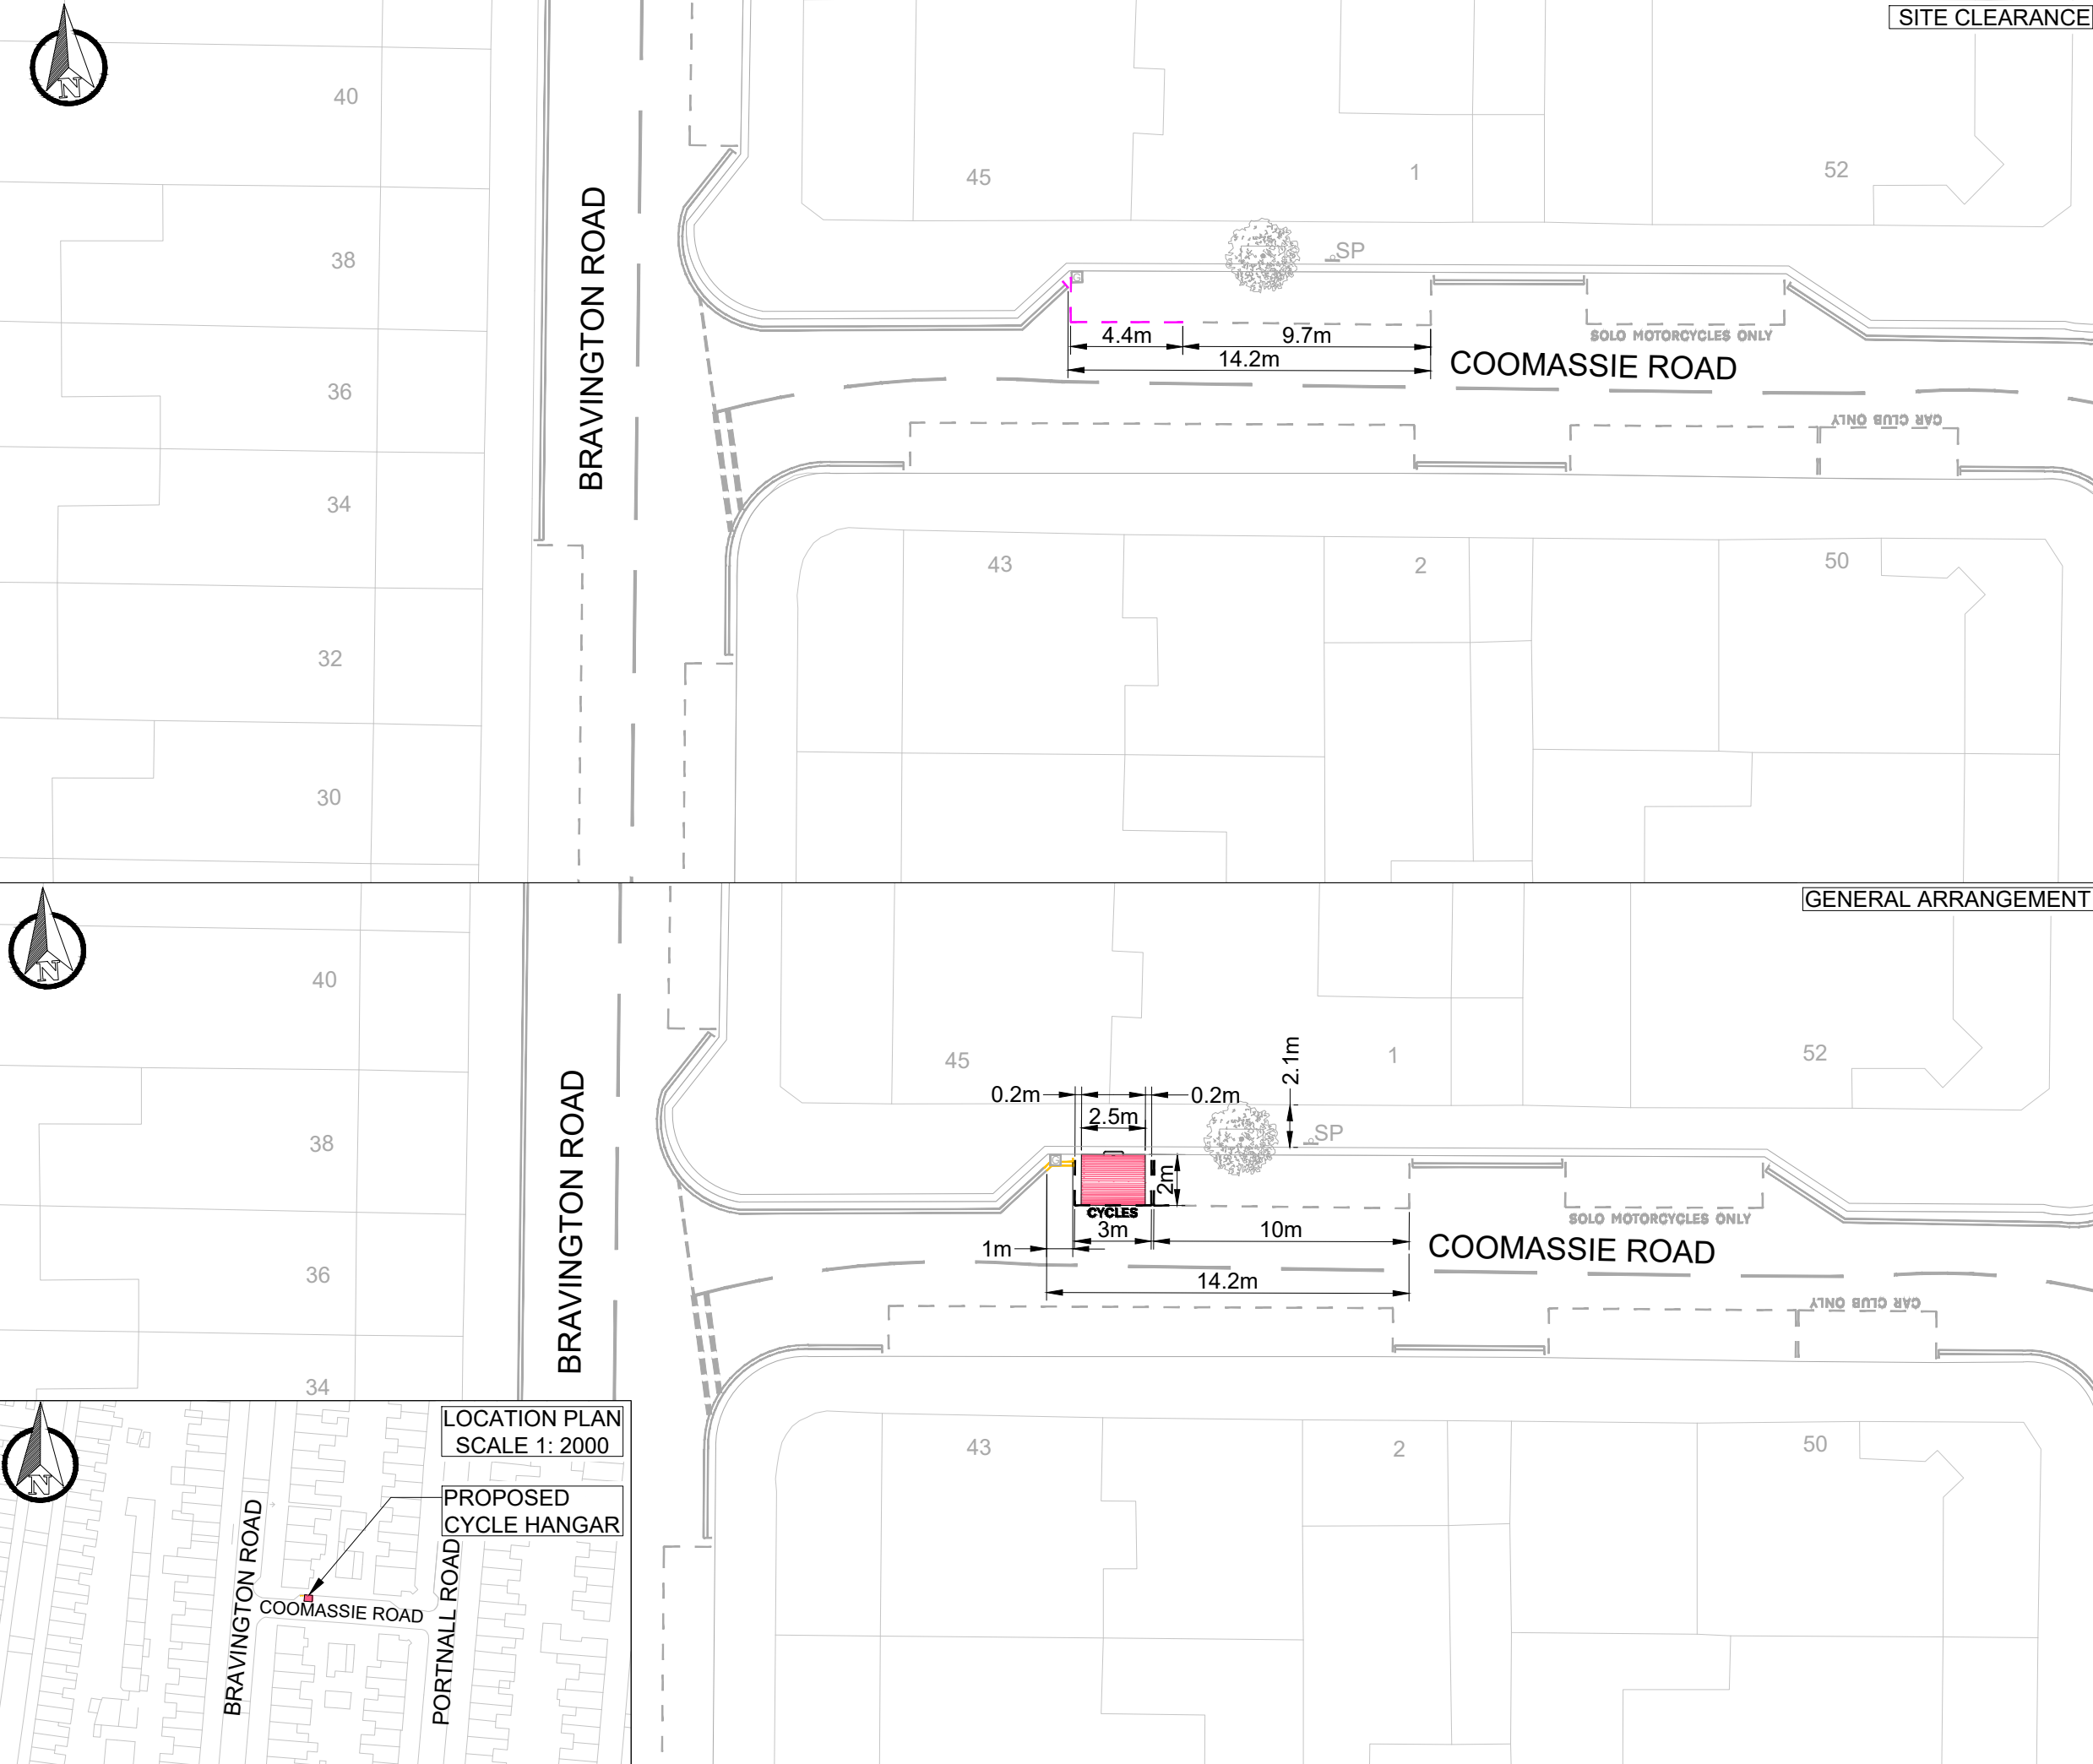 SITE CLEARANCE
N
40
45
1
52
38
SP
G
BRAVINGTON ROAD
SOLO MOTORCYCLES ONLY
4.4m
9.7m
14.2m
COOMASSIE ROAD
36
CAR CLUB ONLY
34
43
2
50
32
30
GENERAL ARRANGEMENT
N
40
45
1
52
2.1m
0.2m
0.2m
2.5m
38
SP
G
2m
BRAVINGTON ROAD
CYCLES
SOLO MOTORCYCLES ONLY
3m
10m
1m
COOMASSIE ROAD
36
14.2m
CAR CLUB ONLY
34
43
2
50
LOCATION PLAN
SCALE 1: 2000
N
PROPOSED
CYCLE HANGAR
BRAVINGTON ROAD
COOMASSIE ROAD
PORTNALL ROAD